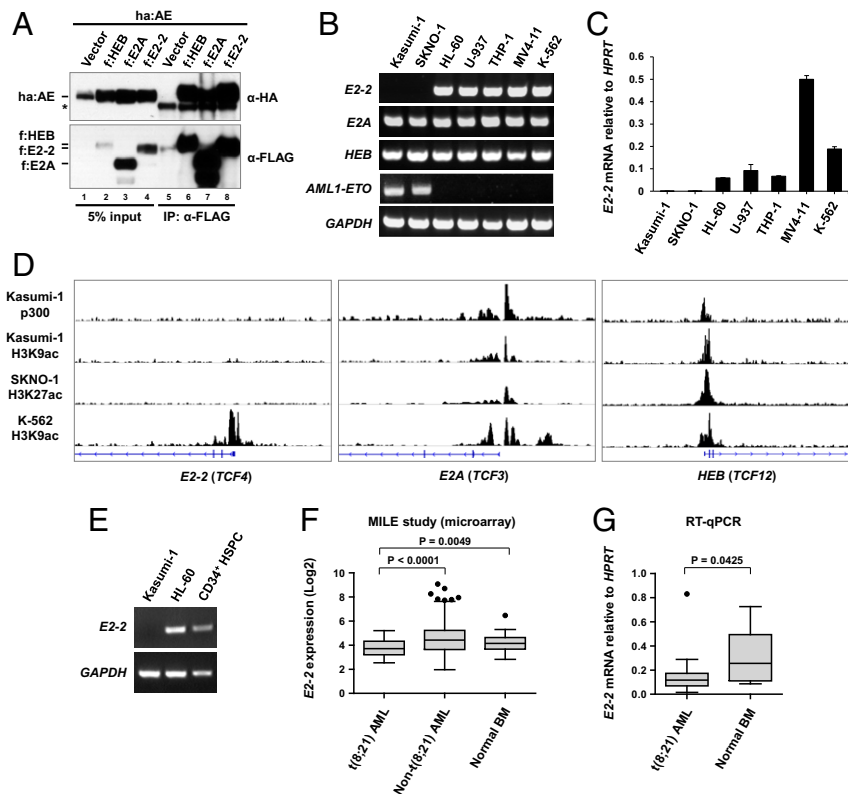 A
ha:AE
Vector
f:HEB
f:E2A
f:E2-2
Vector
f:HEB
f:E2A
f:E2-2
ha:AE
*
α-HA
f:HEB
f:E2-2
f:E2A
α-FLAG
1 2 3 4 5 6 7 8
5% input
IP: α-FLAG
B
Kasumi-1
SKNO-1
HL-60
U-937
THP-1
MV4-11
K-562
E2-2
E2A
HEB
AML1-ETO
GAPDH
C
E2-2 mRNA relative to HPRT
0.6
0.5
0.4
0.3
0.2
0.1
0
Kasumi-1
SKNO-1
HL-60
U-937
THP-1
MV4-11
K-562
D
Kasumi-1
p300
Kasumi-1
H3K9ac
SKNO-1
H3K27ac
K-562
H3K9ac
E2-2 (TCF4)
E2A (TCF3)
HEB (TCF12)
E
Kasumi-1
HL-60
CD34+ HSPC
E2-2
GAPDH
F
MILE study (microarray)
P = 0.0049
P < 0.0001
E2-2 expression (Log2)
10
8
6
4
2
0
t(8;21) AML
Non-t(8;21) AML
Normal BM
G
RT-qPCR
P = 0.0425
E2-2 mRNA relative to HPRT
1.0
0.8
0.6
0.4
0.2
0.0
t(8;21) AML
Normal BM